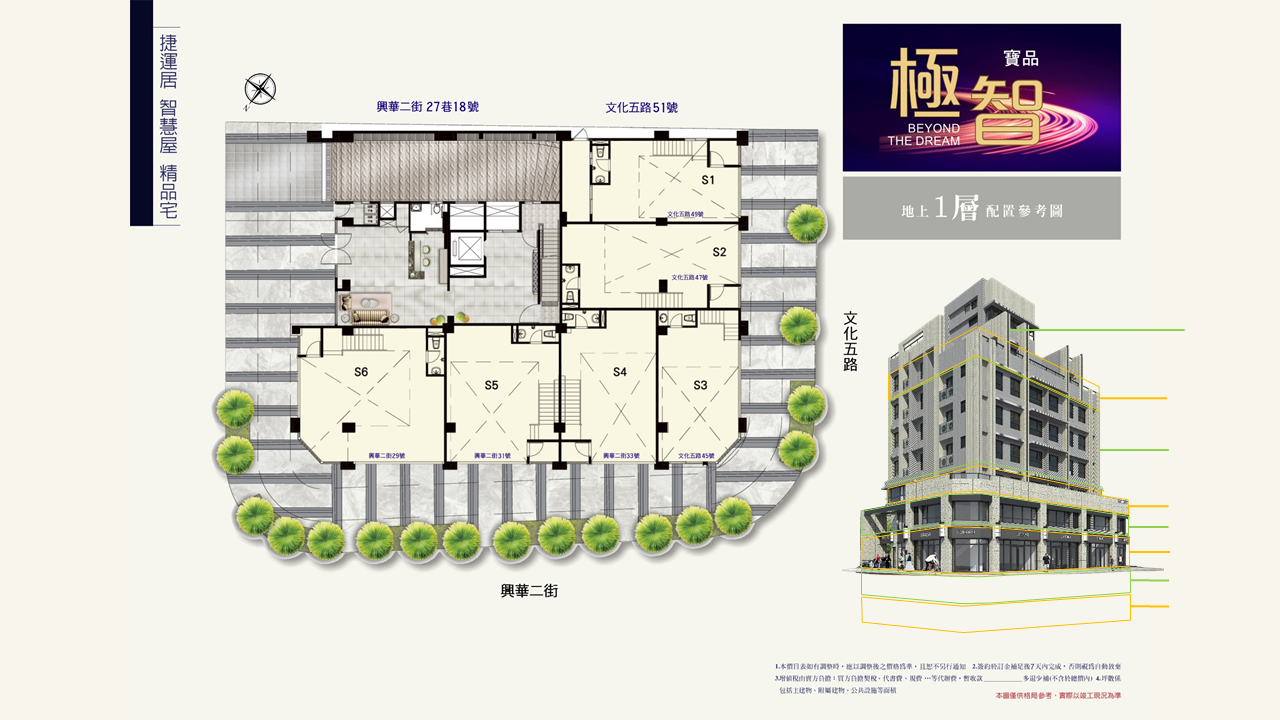 捷運居 智慧屋 精品宅
興華二街 27巷18號
文化五路51號
S1
文化五路49號
S2
文化五路47號
S6
S5
S4
S3
興華二街29號
興華二街31號
興華二街33號
文化五路45號
興華二街
寶品
極智
BEYOND
THE DREAM
地上1層配置參考圖
文化五路
1.本價目表如有調整時，應以調整後之價格為準，且恕不另行通知 2.簽約於訂金補足後7天內完成，否則視為自動放棄
3.增值稅由賣方負擔；買方負擔契稅、代書費、規費…等代辦費，暫收款__________多退少補(不含於總價內) 4.坪數係
包括主建物、附屬建物、公共設施等面積
本圖僅供格局參考，實際以竣工現況為準